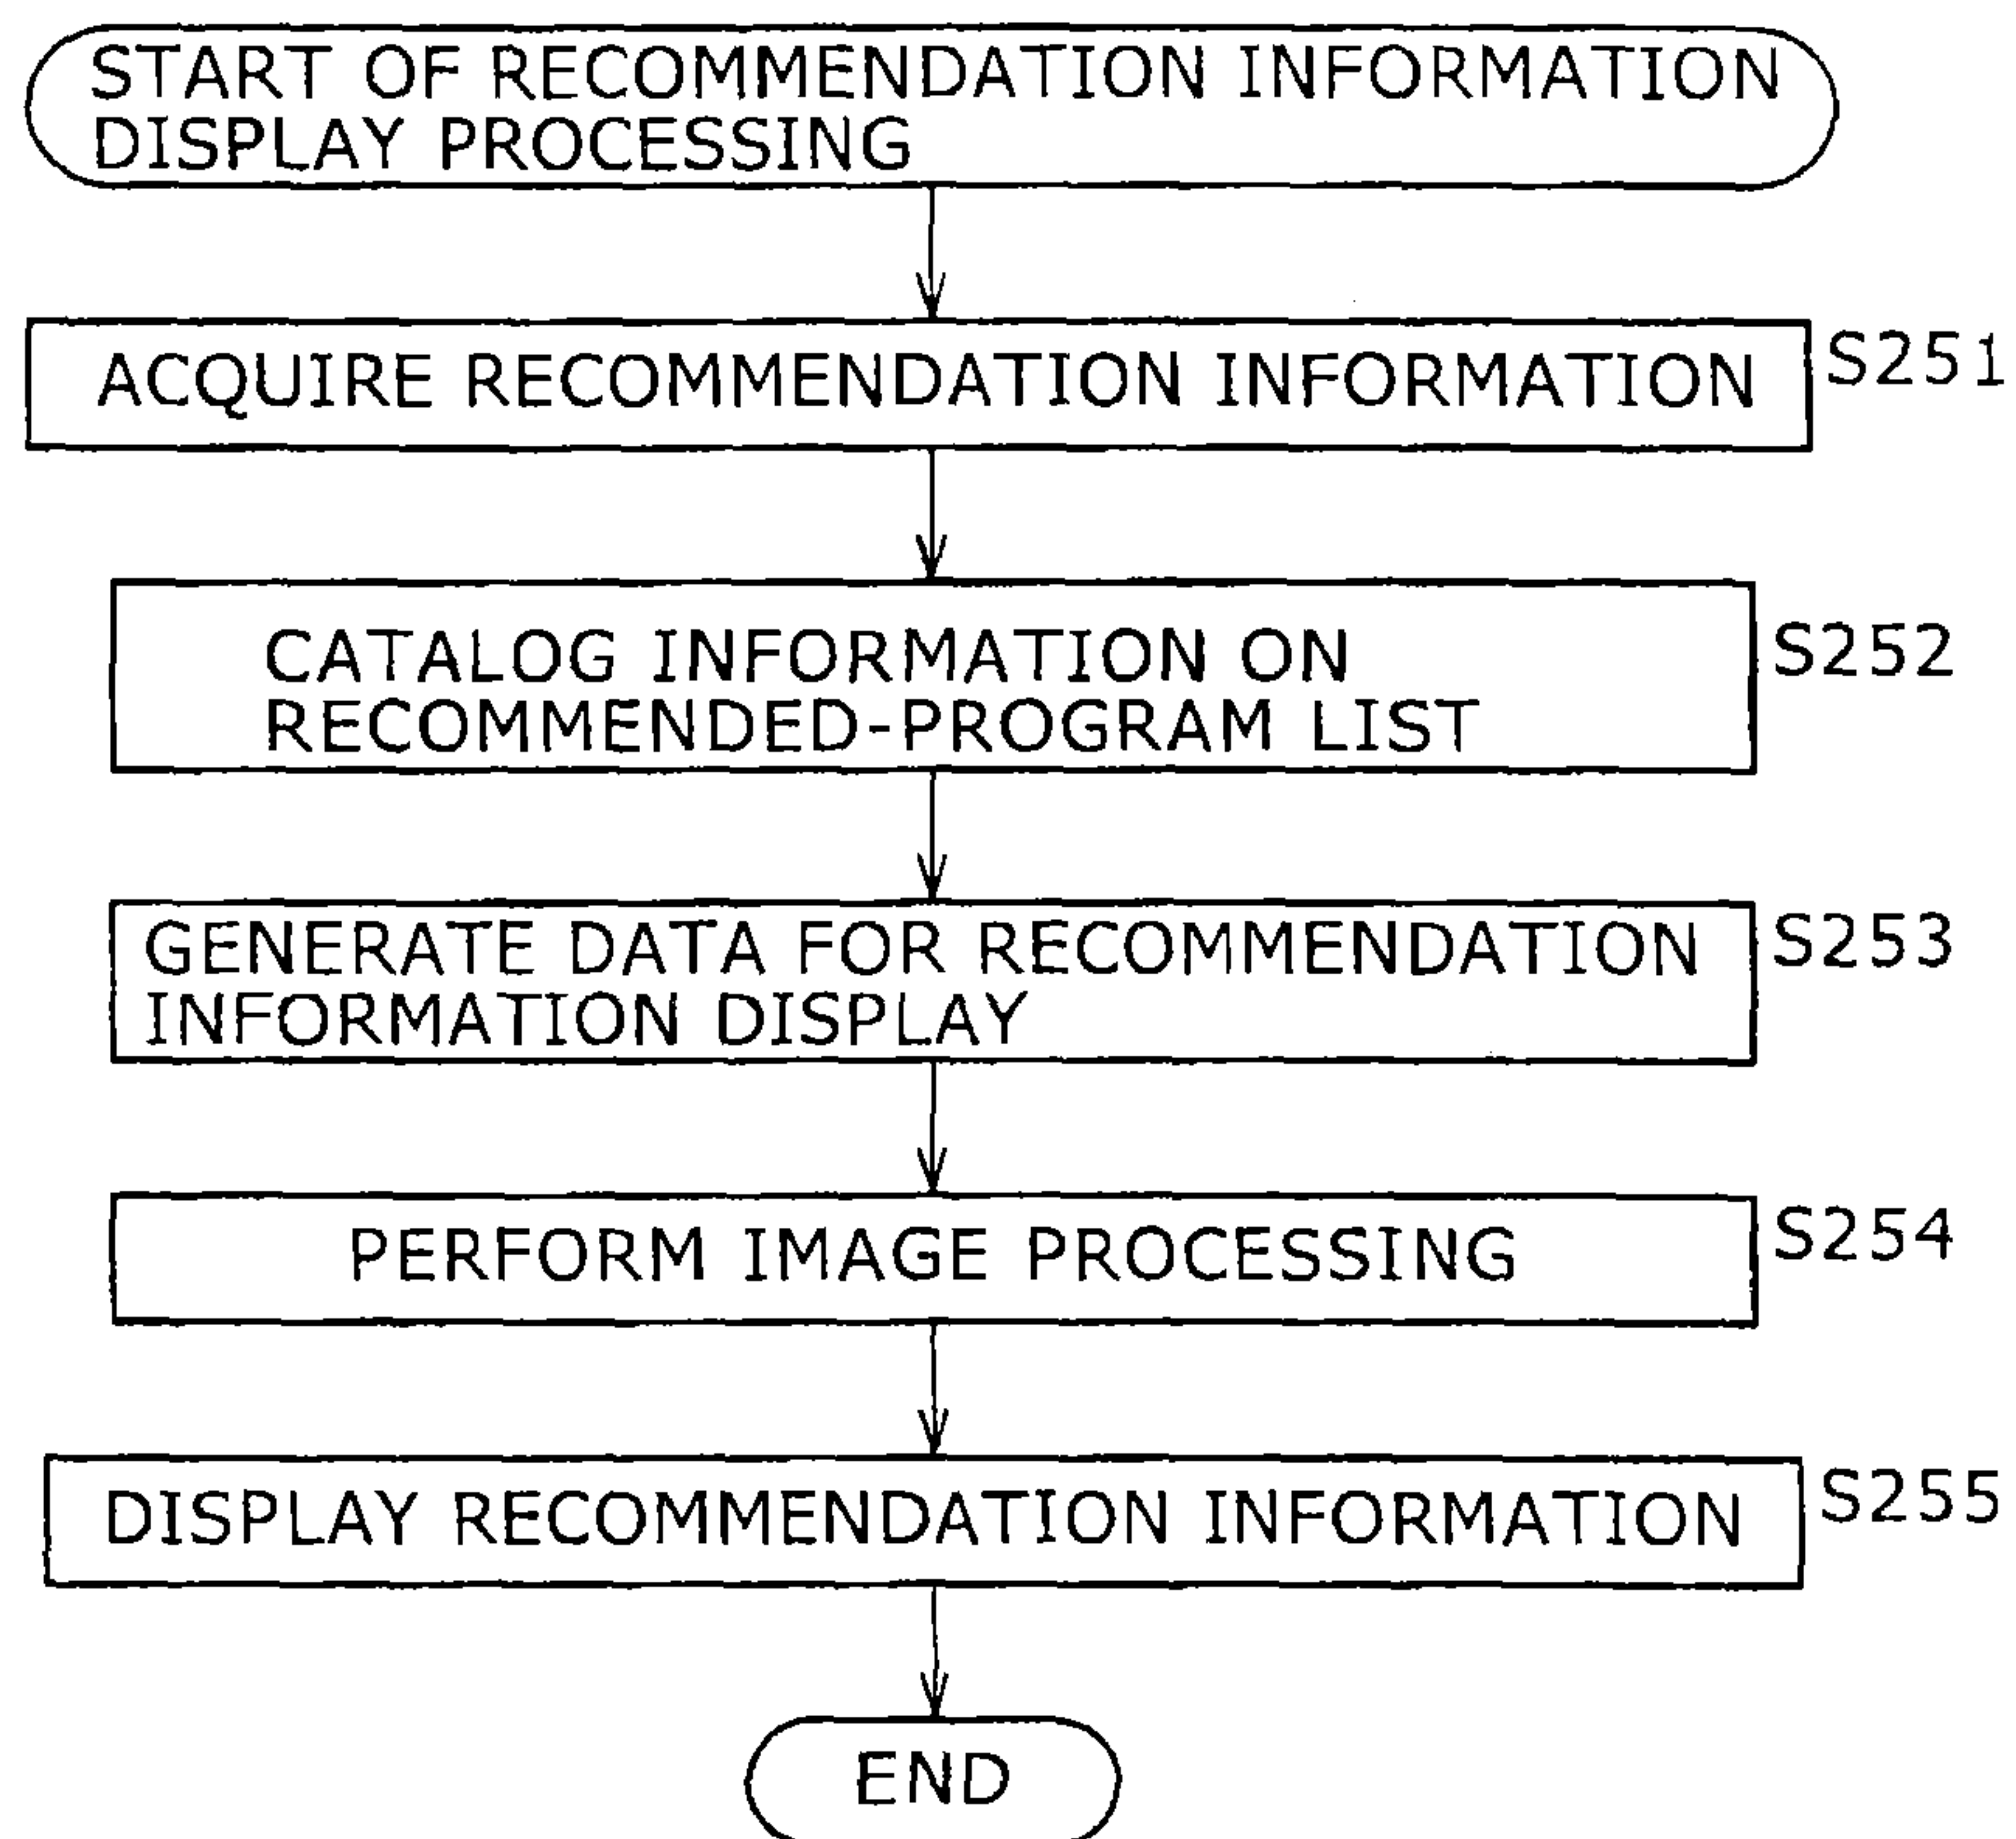 START OF RECOMMENDATION INFORMATION
DISPLAY PROCESSING
ACQUIRE RECOMMENDATION INFORMATION
S251
CATALOG INFORMATION ON
RECOMMENDED-PROGRAM LIST
S252
GENERATE DATA FOR RECOMMENDATION
INFORMATION DISPLAY
S253
PERFORM IMAGE PROCESSING
S254
DISPLAY RECOMMENDATION INFORMATION
S255
END